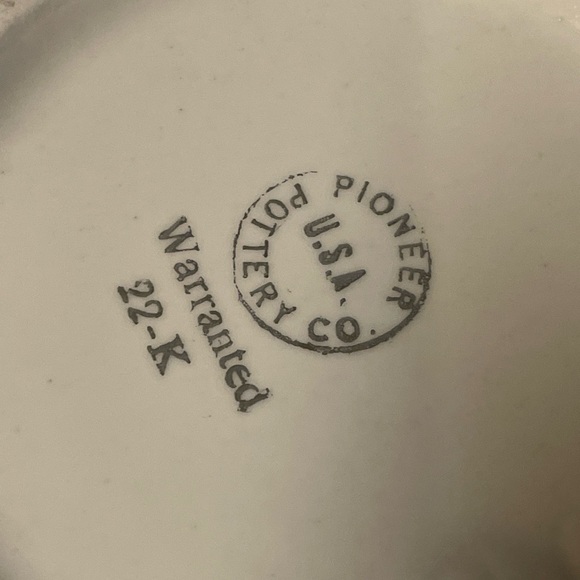 PIONEER
POTTERY CO.
U.S.A.
Warranted
22-K